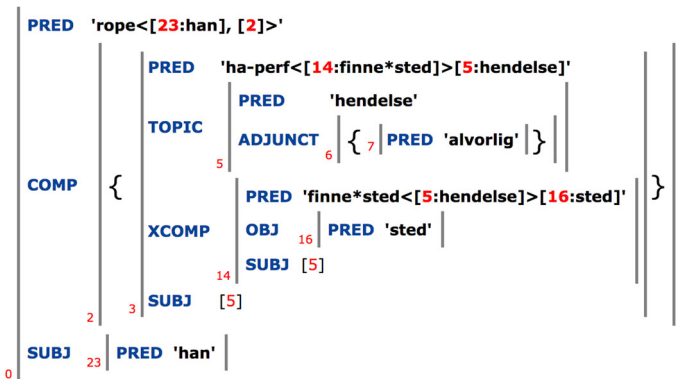 PRED 'rope<[23:han], [2]>'
PRED 'ha-perf<[14:finne*sted]>[5:hendelse]'
PRED 'hendelse'
TOPIC
ADJUNCT 6 { 7 PRED 'alvorlig' }
5
COMP {
PRED 'finne*sted<[5:hendelse]>[16:sted]' }
XCOMP OBJ 16 PRED 'sted'
14 SUBJ [5]
3 SUBJ [5]
2
SUBJ 23 PRED 'han'
0